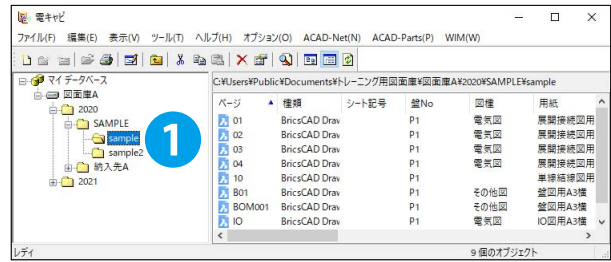 電キャビ
ファイル(F) 編集(E) 表示(V) ツール(T) ヘルプ(H) オプション(O) ACAD-Net(N) ACAD-Parts(P) WIM(W)
マイ データベース
図面庫A
2020
SAMPLE
sample
sample2
納入先A
2021
1
C:¥Users¥Public¥Documents¥トレーニング用図面庫¥図面庫A¥2020¥SAMPLE¥sample
ページ 種類 シート記号 盤No 図種 用紙
01 BricsCAD Drav P1 電気図 展開接続図用
02 BricsCAD Drav P1 電気図 展開接続図用
03 BricsCAD Drav P1 電気図 展開接続図用
04 BricsCAD Drav P1 電気図 展開接続図用
10 BricsCAD Drav P1 単線結線図用
B01 BricsCAD Drav P1 その他図 盤図用A3横
BOM001 BricsCAD Drav P1 その他図 盤図用A3横
IO BricsCAD Drav P1 電気図 IO図用A3横
レディ 9 個のオブジェクト